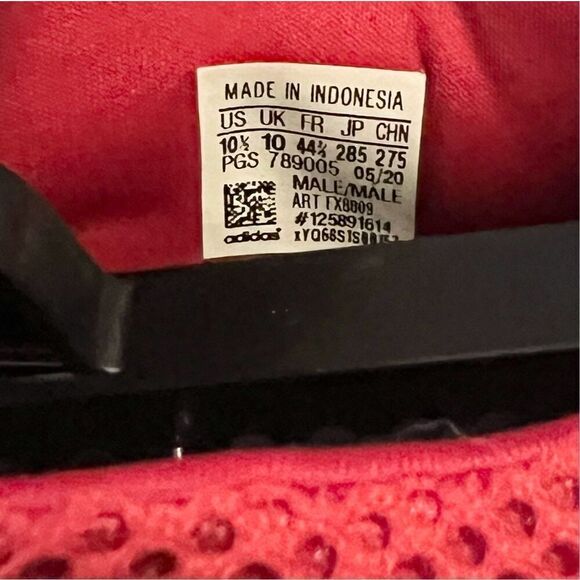 MADE IN INDONESIA
US UK FR JP CHN
10½ 10 44⅔ 285 275
PGS 789005 05/20
MALE/MALE
ART FX8809
#125891614
adidas